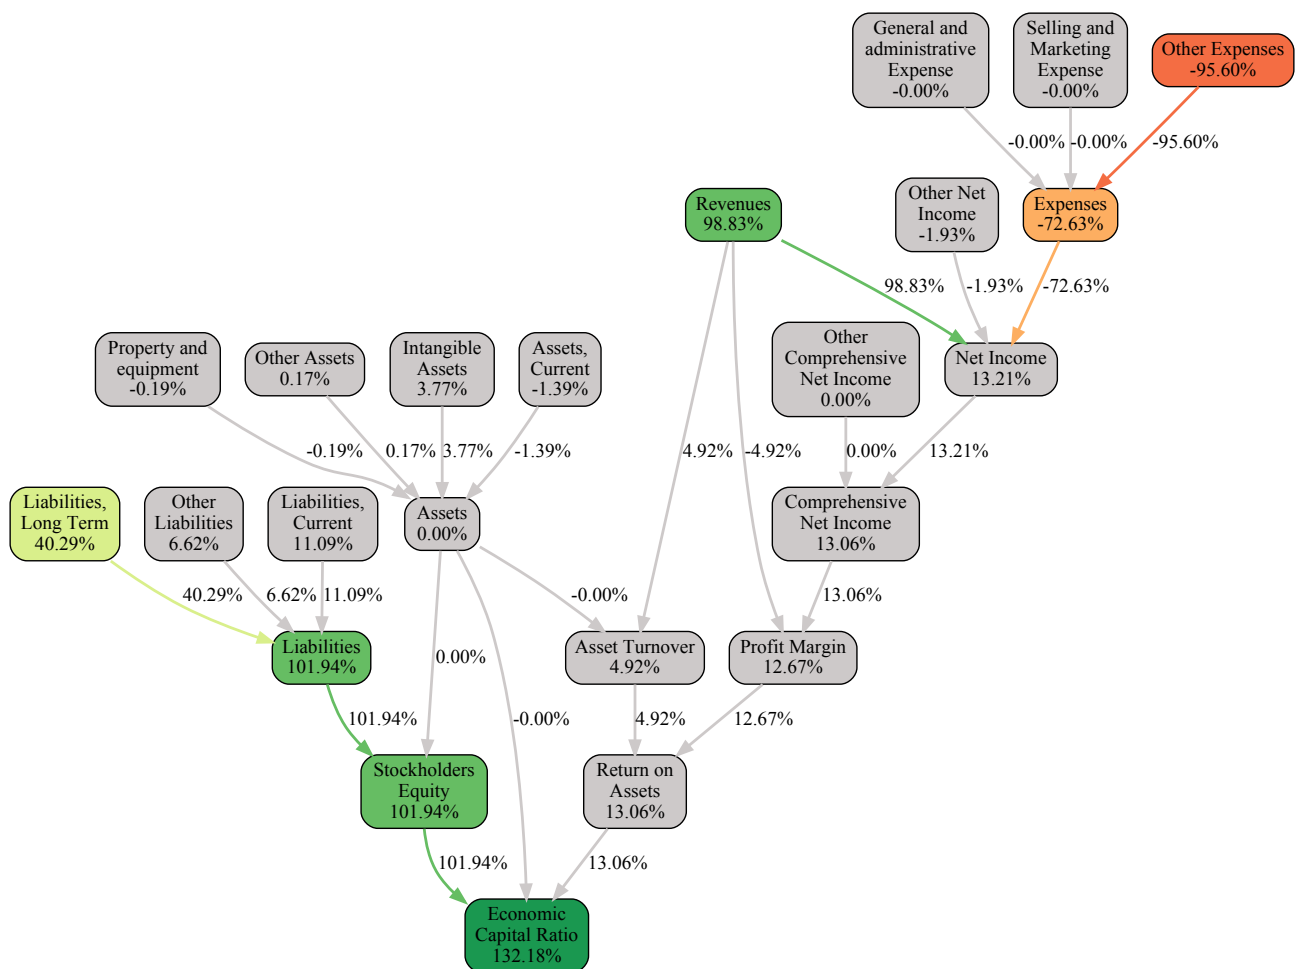 General and
administrative
Expense
-0.00%
Selling and
Marketing
Expense
-0.00%
Other Expenses
-95.60%
-0.00%
-0.00%
-95.60%
Revenues
98.83%
Other Net
Income
-1.93%
Expenses
-72.63%
98.83%
-1.93%
-72.63%
Property and
equipment
-0.19%
Other Assets
0.17%
Intangible
Assets
3.77%
Assets,
Current
-1.39%
Other
Comprehensive
Net Income
0.00%
Net Income
13.21%
-0.19%
0.17%
3.77%
-1.39%
4.92%
-4.92%
0.00%
13.21%
Liabilities,
Long Term
40.29%
Other
Liabilities
6.62%
Liabilities,
Current
11.09%
Assets
0.00%
Comprehensive
Net Income
13.06%
40.29%
6.62%
11.09%
-0.00%
13.06%
Liabilities
101.94%
0.00%
Asset Turnover
4.92%
Profit Margin
12.67%
101.94%
-0.00%
4.92%
12.67%
Stockholders
Equity
101.94%
Return on
Assets
13.06%
101.94%
13.06%
Economic
Capital Ratio
132.18%